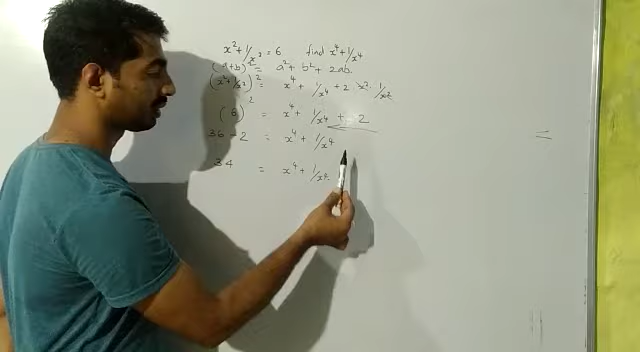 x² + 1/x² = 6 find x⁴ + 1/x⁴
(a+b)² = a² + b² + 2ab
(x² + 1/x²)² = x⁴ + 1/x⁴ + 2 x² · 1/x²
(6)² = x⁴ + 1/x⁴ + 2
36 - 2 = x⁴ + 1/x⁴
34 = x⁴ + 1/x⁴
=